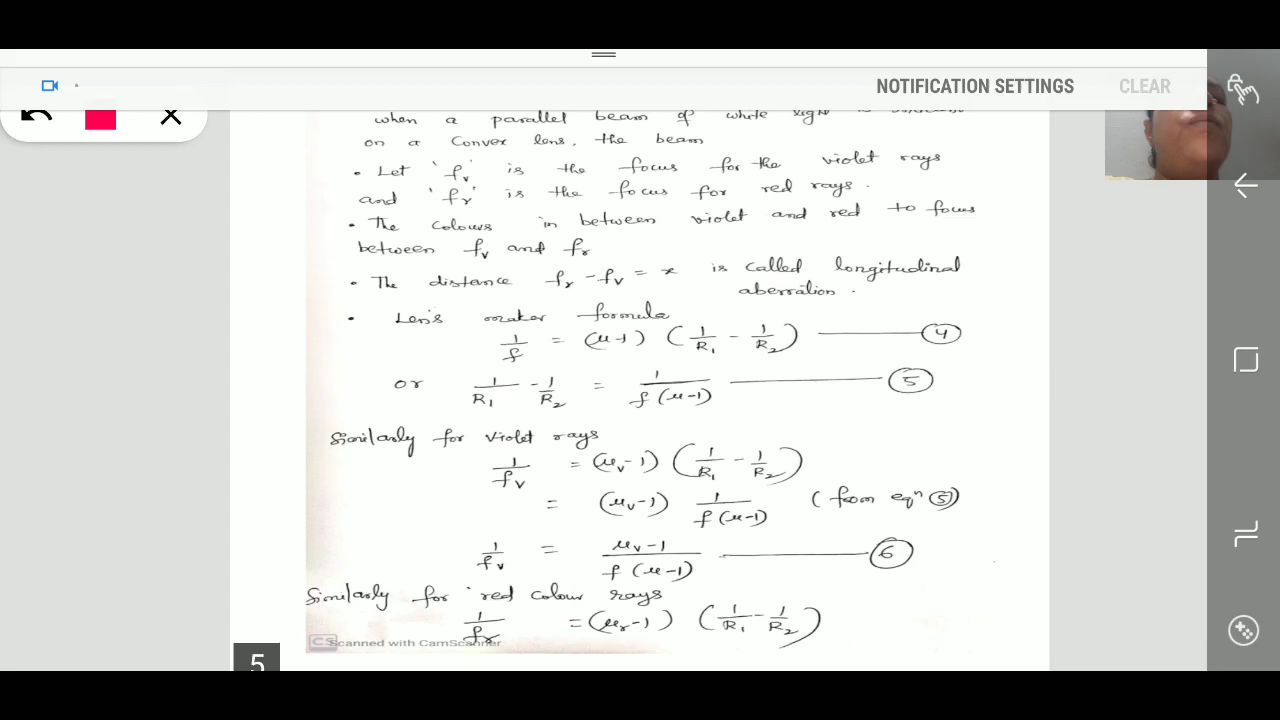 NOTIFICATION SETTINGS CLEAR
when a parallel beam of white light is
on a convex lens, the beam
• Let 'fv' is the focus for the violet rays
and 'fr' is the focus for red rays.
• The colours in between violet and red to focus
between fv and fr
• The distance fr - fv = x is called longitudinal
aberration.
• Len's maker formula
1/f = (μ-1) (1/R1 - 1/R2) ④
or 1/R1 - 1/R2 = 1/f(μ-1) ⑤
Similarly for violet rays
1/fv = (μv-1) (1/R1 - 1/R2)
= (μv-1) 1/f(μ-1) (from eqn ⑤)
1/fv = μv-1/f(μ-1) ⑥
Similarly for red colour rays
1/fr = (μr-1) (1/R1 - 1/R2)
CS Scanned with CamScanner
5